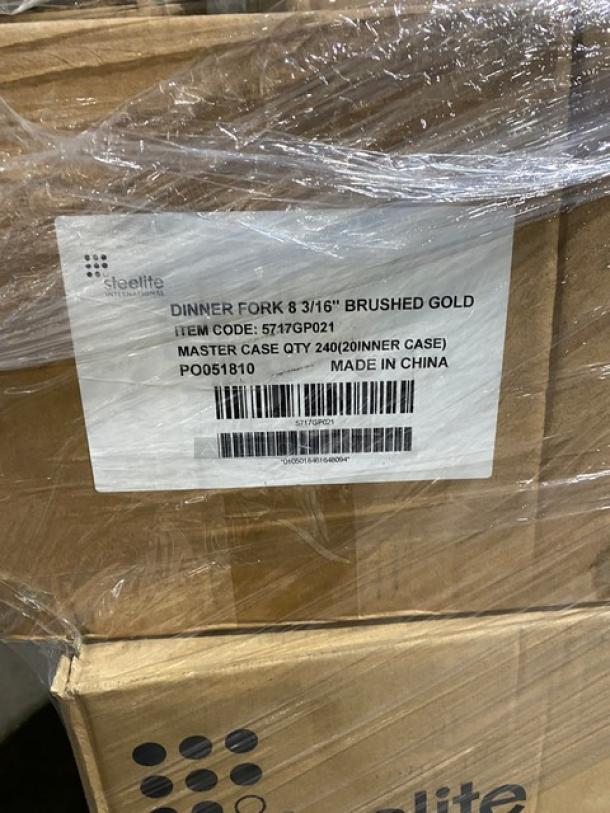 steelite
INTERNATIONAL
DINNER FORK 8 3/16" BRUSHED GOLD
ITEM CODE: 5717GP021
MASTER CASE QTY 240(20INNER CASE)
PO051810 MADE IN CHINA
5717GP021